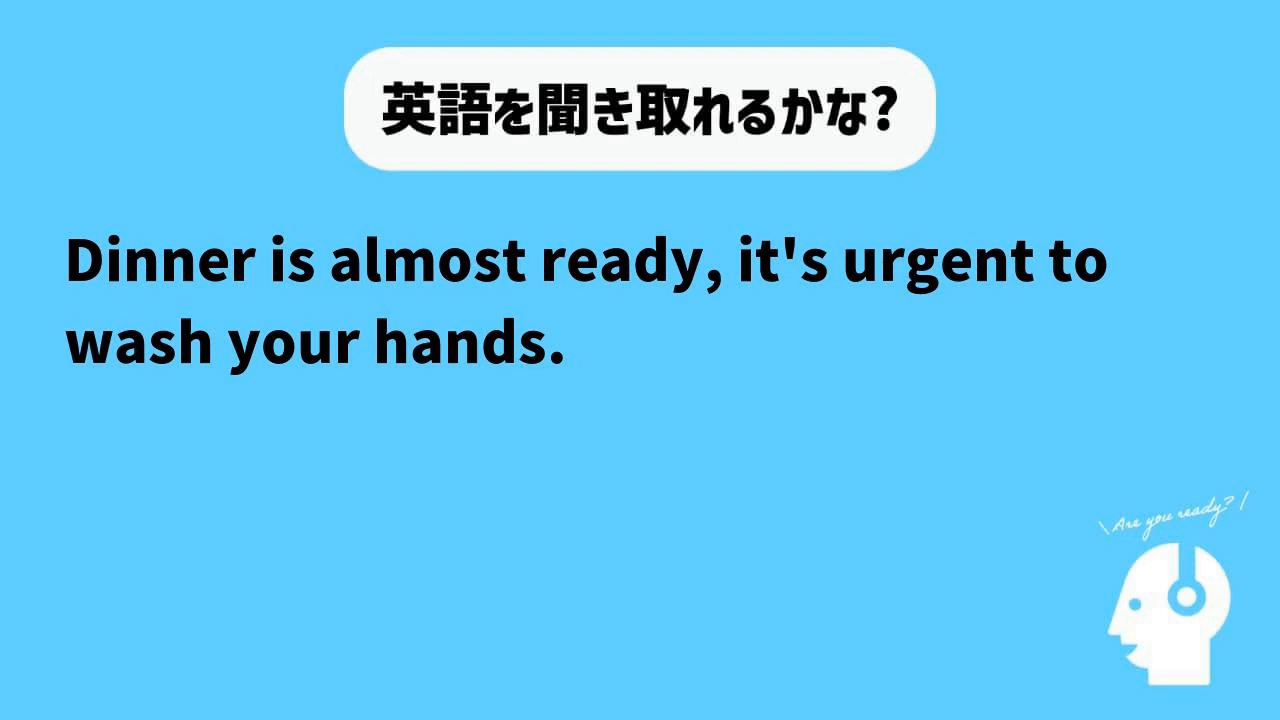 英語を聞き取れるかな?
Dinner is almost ready, it's urgent to
wash your hands.
\Are you ready? /